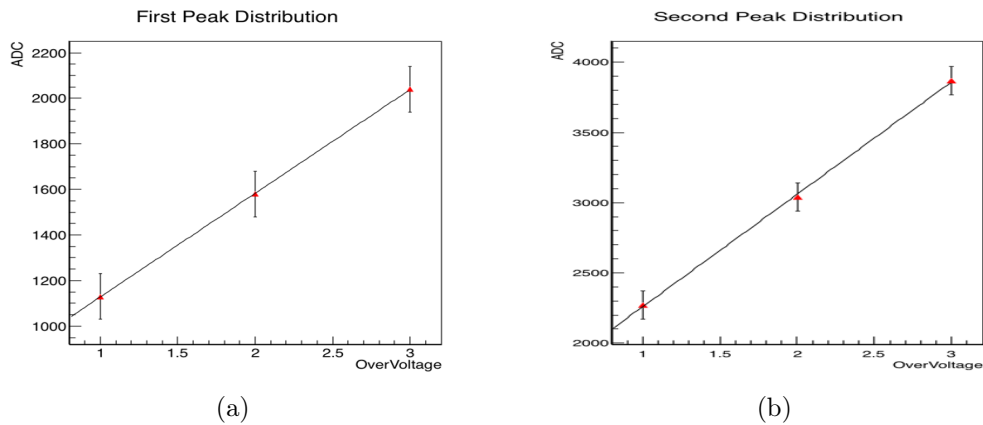 First Peak Distribution
ADC
2200
2000
1800
1600
1400
1200
1000
1 1.5 2 2.5 3
OverVoltage
(a)
Second Peak Distribution
ADC
4000
3500
3000
2500
2000
1 1.5 2 2.5 3
OverVoltage
(b)